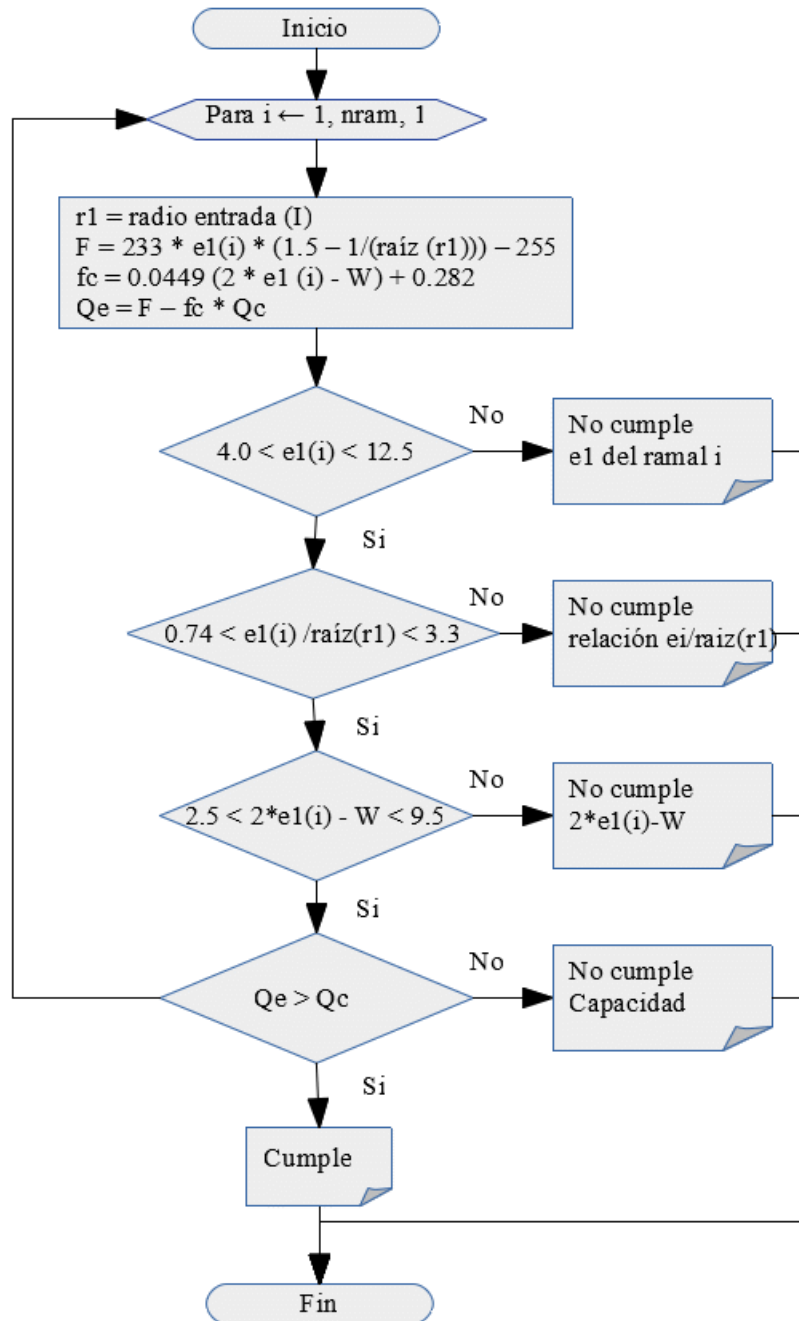 Inicio
Para i ← 1, nram, 1
r1 = radio entrada (I)
F = 233 * e1(i) * (1.5 – 1/(raíz (r1))) – 255
fc = 0.0449 (2 * e1 (i) - W) + 0.282
Qe = F – fc * Qc
4.0 < e1(i) < 12.5
No
No cumple
e1 del ramal i
Si
0.74 < e1(i) /raíz(r1) < 3.3
No
No cumple
relación ei/raiz(r1)
Si
2.5 < 2*e1(i) - W < 9.5
No
No cumple
2*e1(i)-W
Si
Qe > Qc
No
No cumple
Capacidad
Si
Cumple
Fin